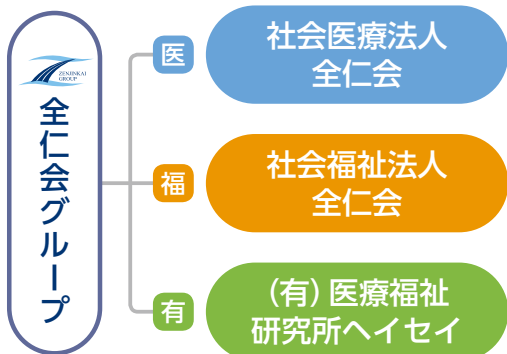 ZENJINKAI
GROUP
全仁会グループ
医
社会医療法人
全仁会
福
社会福祉法人
全仁会
有
(有)医療福祉
研究所ヘイセイ